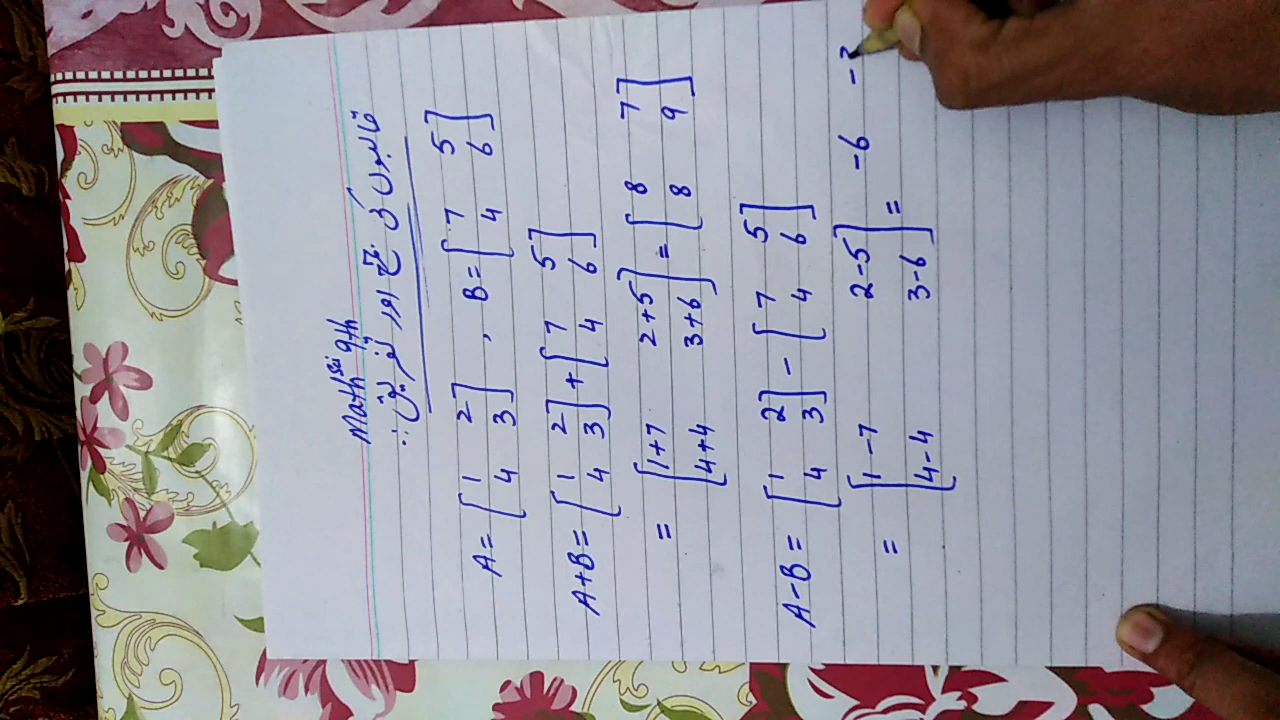 Math Sci 9th
قالبوں کی جمع اور تفریق:
A = [1 2 , B = [7 5
4 3] 4 6]
A+B = [1 2 + [7 5
4 3] 4 6]
= [1+7 2+5 = [8 7
4+4 3+6] 8 9]
A-B = [1 2 - [7 5
4 3] 4 6]
= [1-7 2-5 = -6
4-4 3-6]